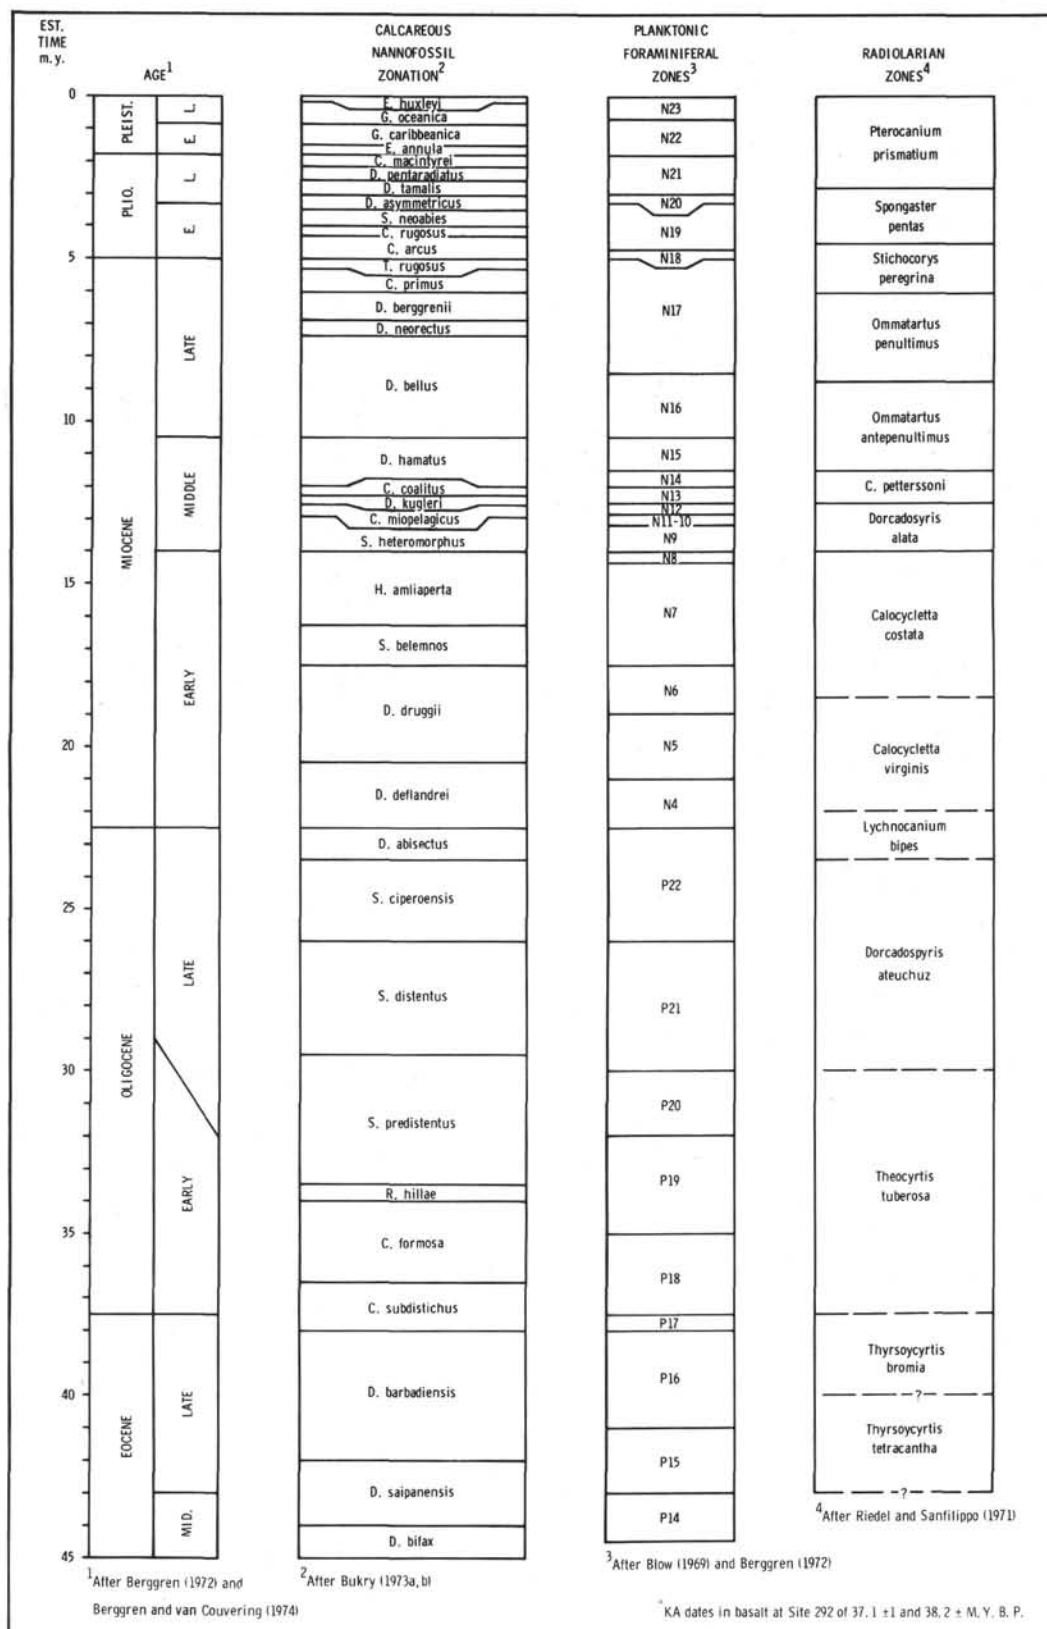 EST.
TIME
m.y.
AGE1
CALCAREOUS
NANNOFOSSIL
ZONATION2
PLANKTONIC
FORAMINIFERAL
ZONES3
RADIOLARIAN
ZONES4
0
5
10
15
20
25
30
35
40
45
PLEIST.
PLIO.
MIOCENE
OLIGOCENE
EOCENE
L.
E.
L.
E.
LATE
MIDDLE
EARLY
LATE
EARLY
LATE
MID.
E. huxleyi
G. oceanica
G. caribbeanica
E. annula
C. macintyrei
D. pentaradiatus
D. tamalis
D. asymmetricus
S. neoabies
C. rugosus
C. arcus
T. rugosus
C. primus
D. berggrenii
D. neorectus
D. bellus
D. hamatus
C. coalitus
D. kugleri
C. miopelagicus
S. heteromorphus
H. amliaperta
S. belemnos
D. druggii
D. deflandrei
D. abisectus
S. ciperoensis
S. distentus
S. predistentus
R. hillae
C. formosa
C. subdistichus
D. barbadiensis
D. saipanensis
D. bifax
N23
N22
N21
N20
N19
N18
N17
N16
N15
N14
N13
N12
N11-10
N9
N8
N7
N6
N5
N4
P22
P21
P20
P19
P18
P17
P16
P15
P14
Pterocanium
prismatium
Spongaster
pentas
Stichocorys
peregrina
Ommatartus
penultimus
Ommatartus
antepenultimus
C. petterssoni
Dorcadosyris
alata
Calocycletta
costata
Calocycletta
virginis
Lychnocanium
bipes
Dorcadospyris
ateuchuz
Theocyrtis
tuberosa
Thyrsoycyrtis
bromia
?
Thyrsoycyrtis
tetracantha
?
1After Berggren (1972) and
Berggren and van Couvering (1974)
2After Bukry (1973a, b)
3After Blow (1969) and Berggren (1972)
4After Riedel and Sanfilippo (1971)
°KA dates in basalt at Site 292 of 37.1 ±1 and 38.2 ± M. Y. B. P.